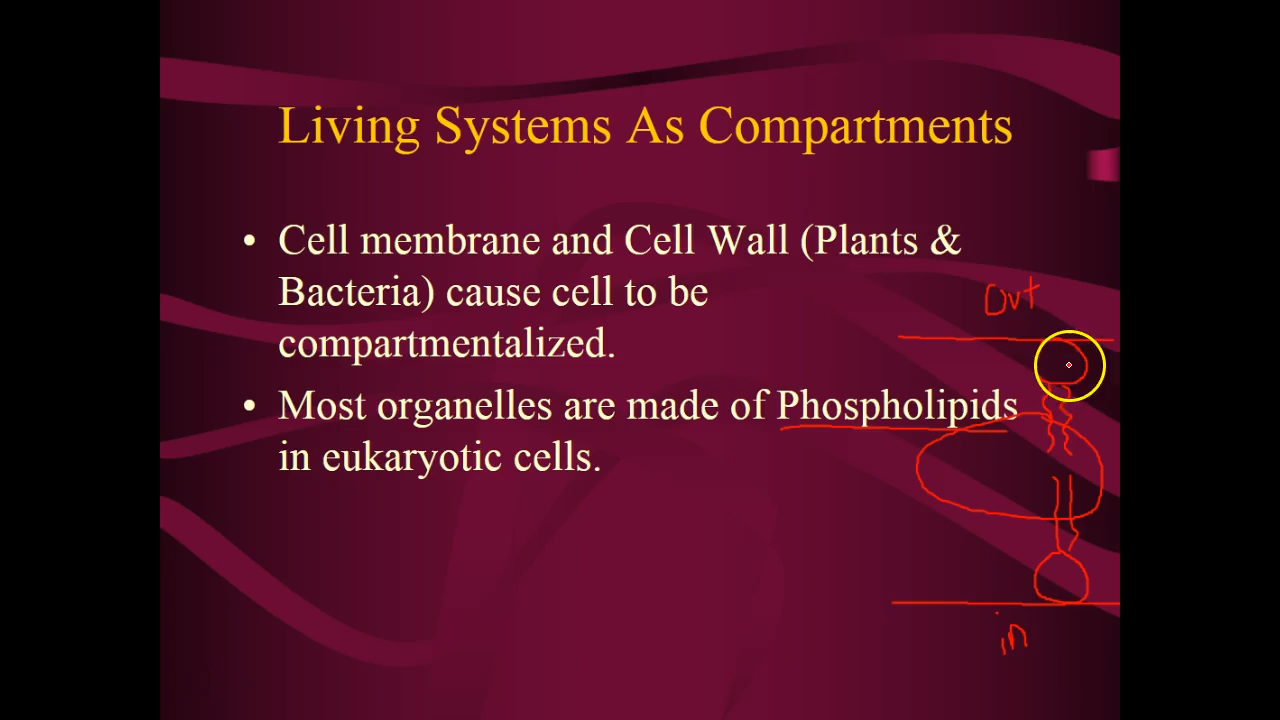 Living Systems As Compartments
• Cell membrane and Cell Wall (Plants &
Bacteria) cause cell to be
compartmentalized.
• Most organelles are made of Phospholipids
in eukaryotic cells.
Out
in